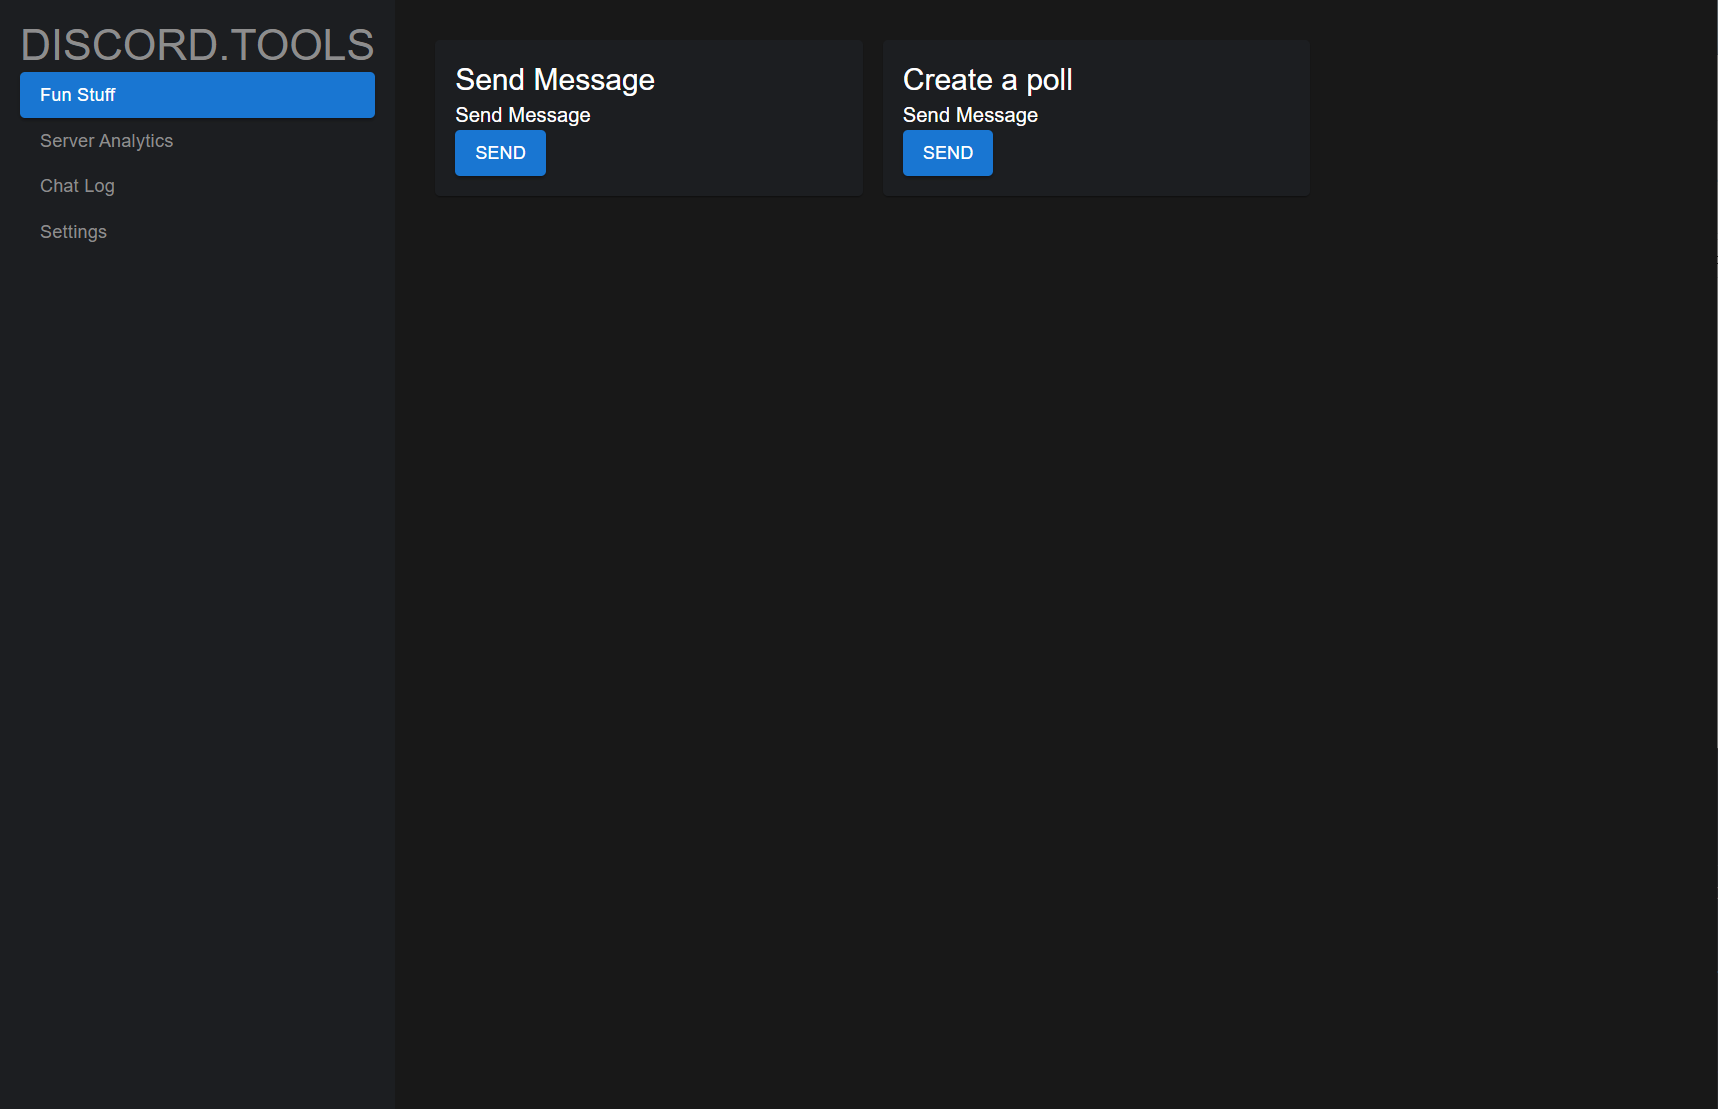 DISCORD.TOOLS
Fun Stuff
Server Analytics
Chat Log
Settings
Send Message
Send Message
SEND
Create a poll
Send Message
SEND